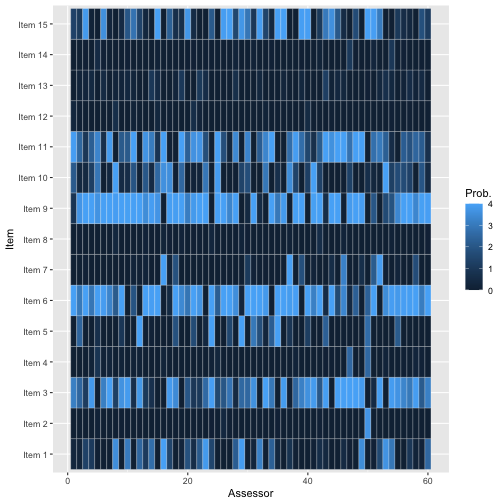 Item 15
Item 14
Item 13
Item 12
Item 11
Item 10
Item 9
Item 8
Item 7
Item 6
Item 5
Item 4
Item 3
Item 2
Item 1
Item
0 20 40 60
Assessor
Prob.
4
3
2
1
0